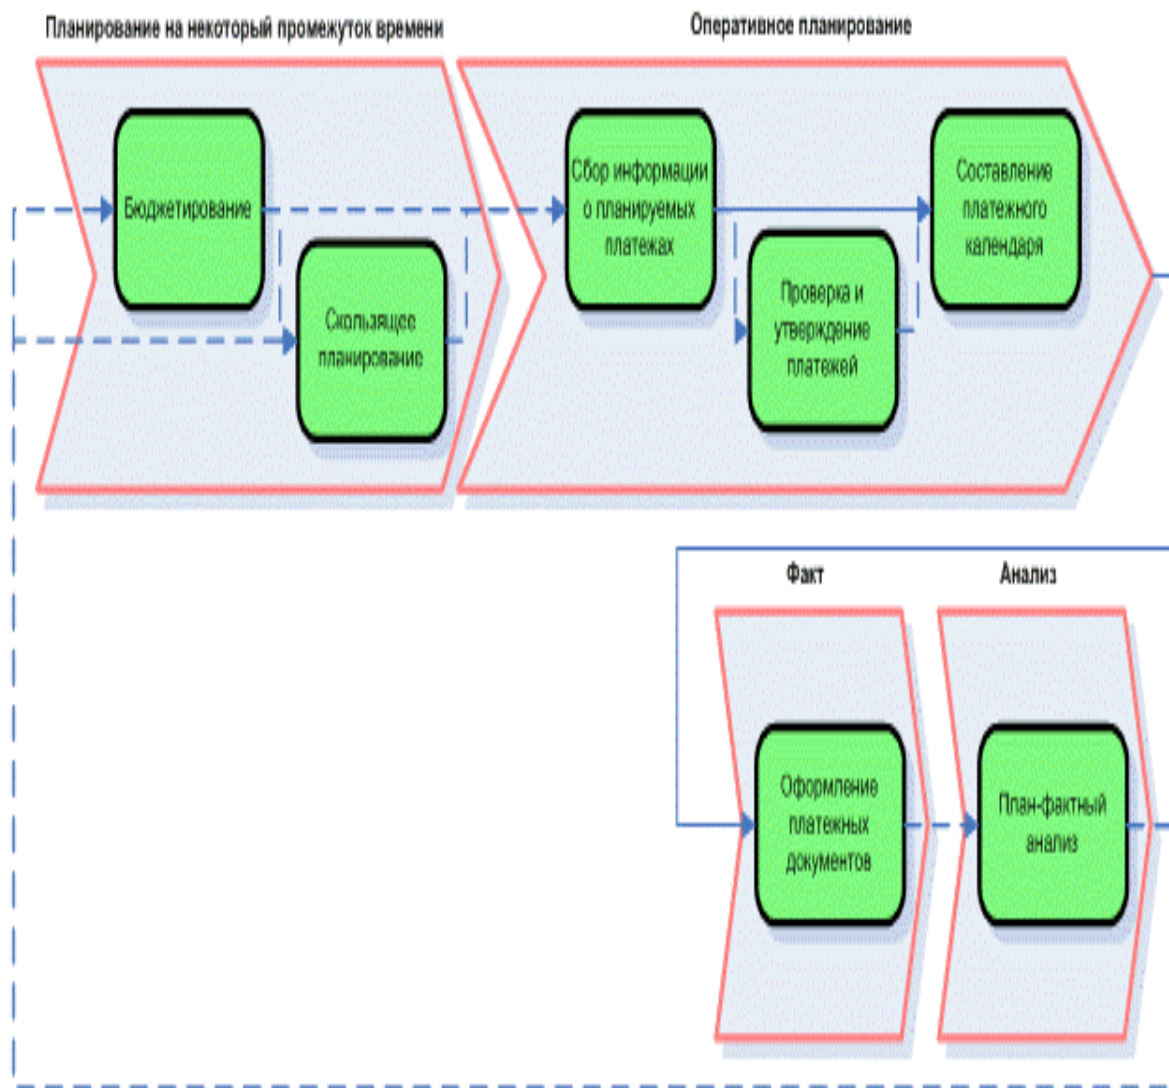 Планирование на некоторый промежуток времени
Оперативное планирование
Бюджетирование
Скользящее
планирование
Сбор информации
о планируемых
платежах
Проверка и
утверждение
платежей
Составление
платежного
календаря
Факт
Анализ
Оформление
платежных
документов
План-фактный
анализ